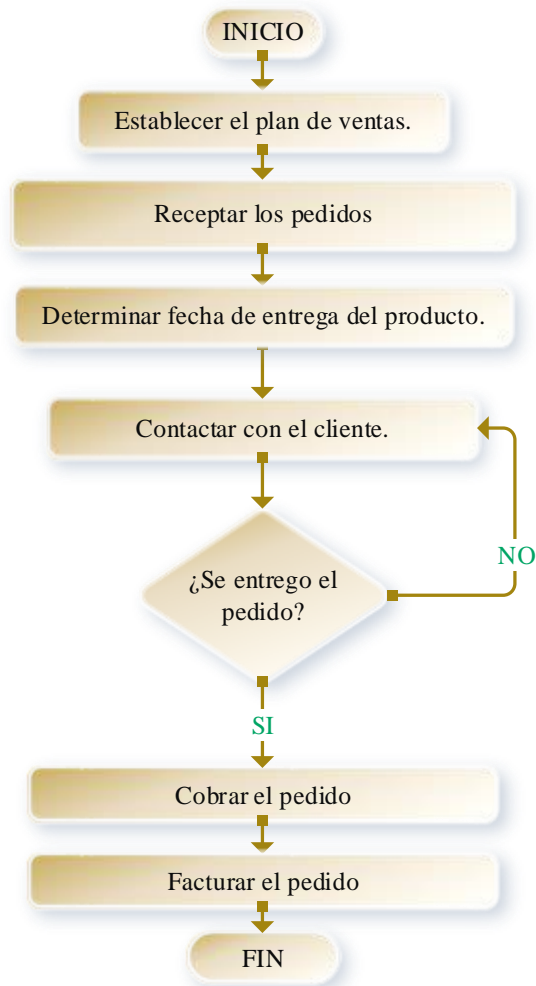 INICIO
Establecer el plan de ventas.
Receptar los pedidos
Determinar fecha de entrega del producto.
Contactar con el cliente.
¿Se entrego el
pedido?
NO
SI
Cobrar el pedido
Facturar el pedido
FIN